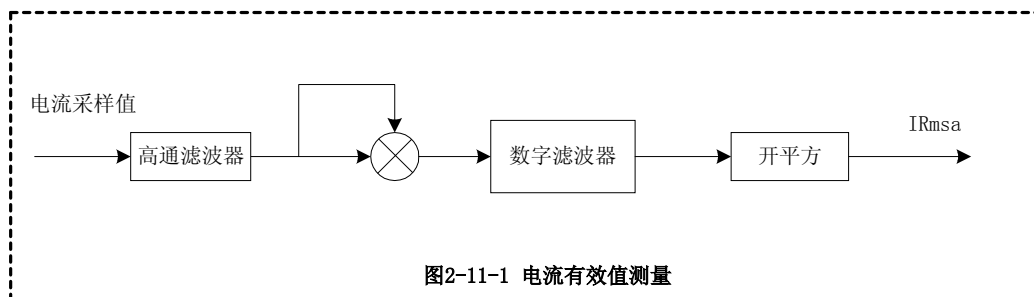 电流采样值
IRmsa
高通滤波器
数字滤波器
开平方
图2-11-1 电流有效值测量